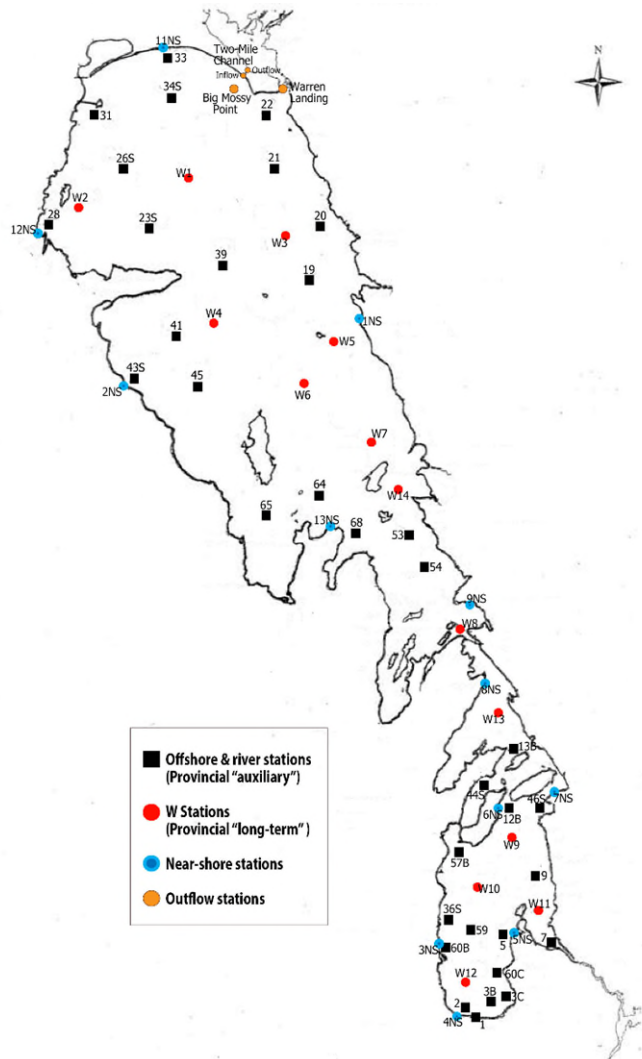 11NS
N
Two-Mile
Channel
33
Outflow
Inflow
34S
Big Mossy
Point
Warren
Landing
31
22
26S
W1
21
W2
28
23S
20
12NS
W3
39
19
W4
1NS
41
W5
43S
2NS
45
W6
W7
64
W14
65
13NS
68
53
54
9NS
W8
8NS
W13
13B
44S
46S
7NS
6NS
12B
W9
57B
9
W10
W11
36S
59
5
5NS
7
3NS
60B
W12
60C
3B
3C
2
4NS
1
Offshore & river stations
(Provincial "auxiliary")
W Stations
(Provincial "long-term")
Near-shore stations
Outflow stations